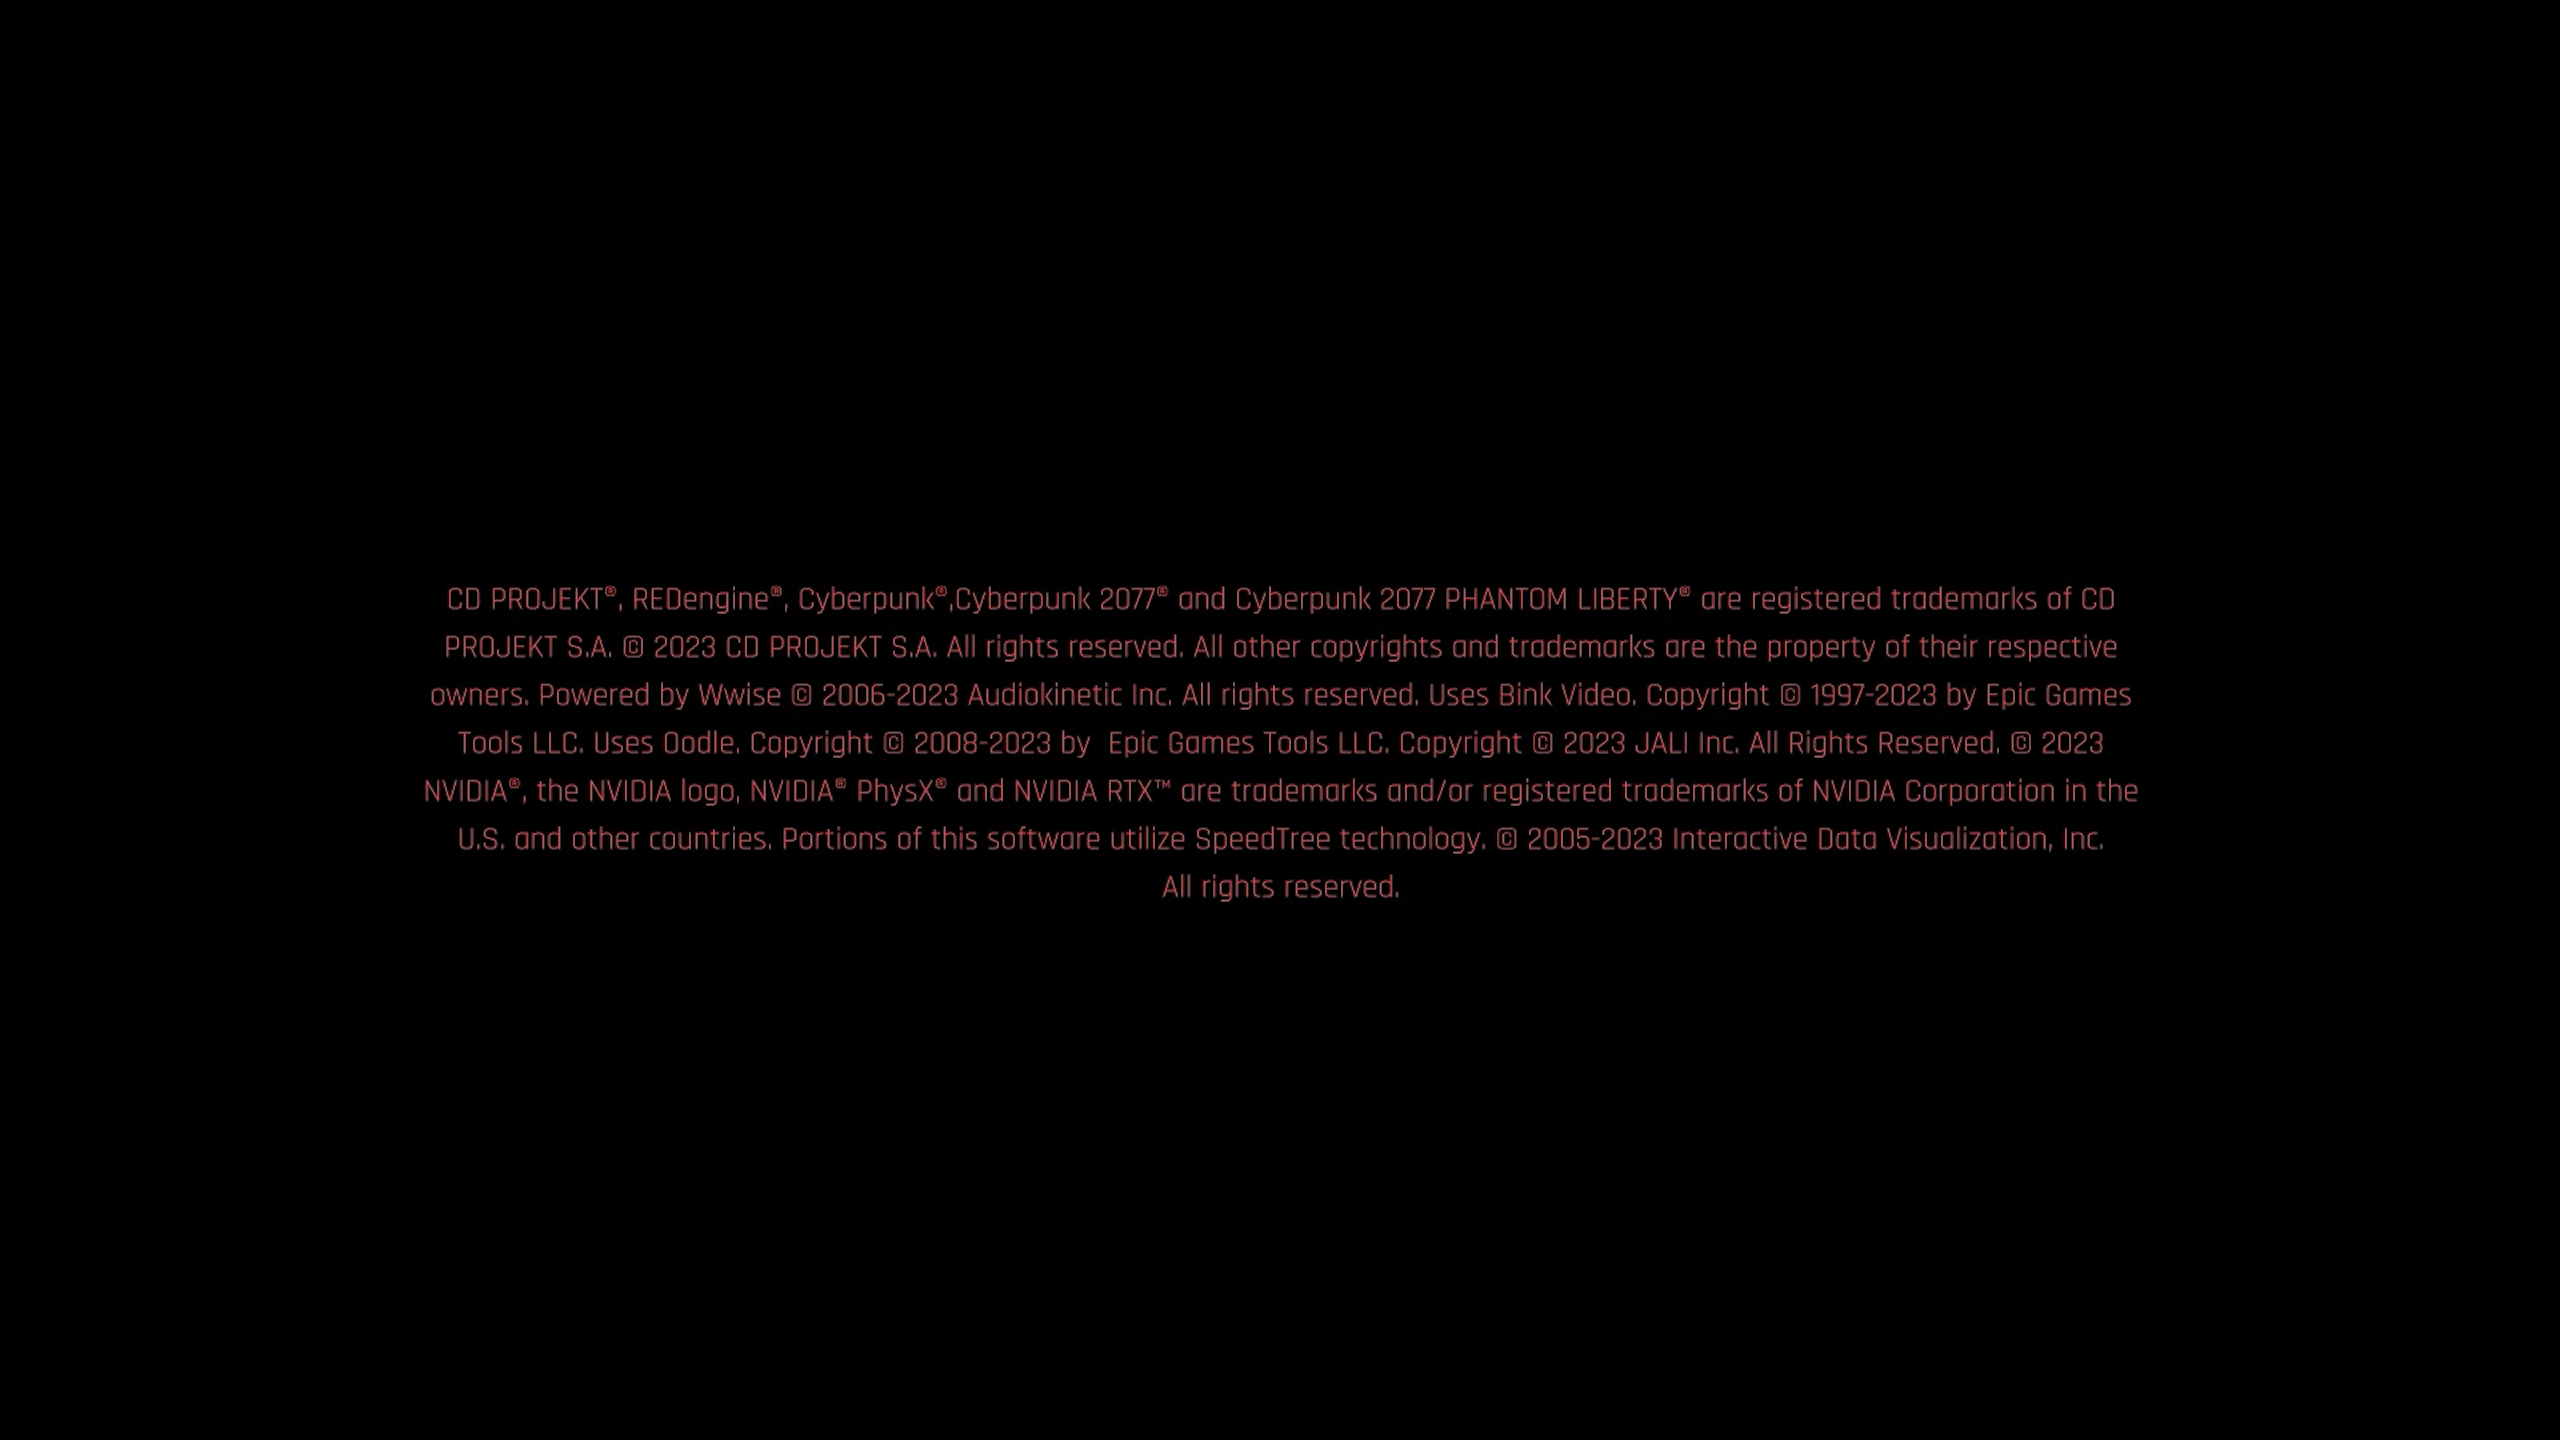 CD PROJEKT®, REDengine®, Cyberpunk®,Cyberpunk 2077® and Cyberpunk 2077 PHANTOM LIBERTY® are registered trademarks of CD
PROJEKT S.A. © 2023 CD PROJEKT S.A. All rights reserved. All other copyrights and trademarks are the property of their respective
owners. Powered by Wwise © 2006-2023 Audiokinetic Inc. All rights reserved. Uses Bink Video. Copyright © 1997-2023 by Epic Games
Tools LLC. Uses Oodle. Copyright © 2008-2023 by  Epic Games Tools LLC. Copyright © 2023 JALI Inc. All Rights Reserved. © 2023
NVIDIA®, the NVIDIA logo, NVIDIA® PhysX® and NVIDIA RTX™ are trademarks and/or registered trademarks of NVIDIA Corporation in the
U.S. and other countries. Portions of this software utilize SpeedTree technology. © 2005-2023 Interactive Data Visualization, Inc.
All rights reserved.